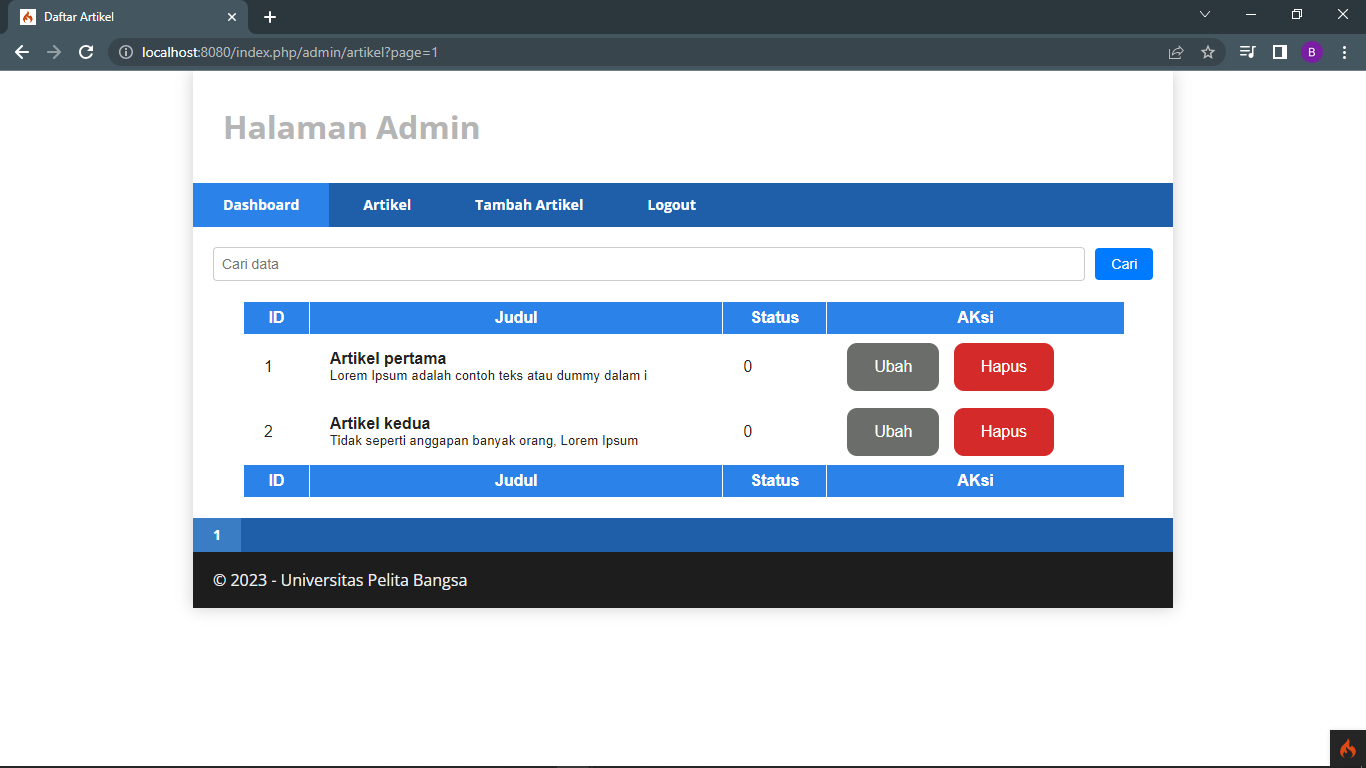 Daftar Artikel
localhost:8080/index.php/admin/artikel?page=1
B
Halaman Admin
Dashboard Artikel Tambah Artikel Logout
Cari data Cari
ID Judul Status AKsi
1 Artikel pertama 0 Ubah Hapus
Lorem Ipsum adalah contoh teks atau dummy dalam i
2 Artikel kedua 0 Ubah Hapus
Tidak seperti anggapan banyak orang, Lorem Ipsum
ID Judul Status AKsi
1
© 2023 - Universitas Pelita Bangsa